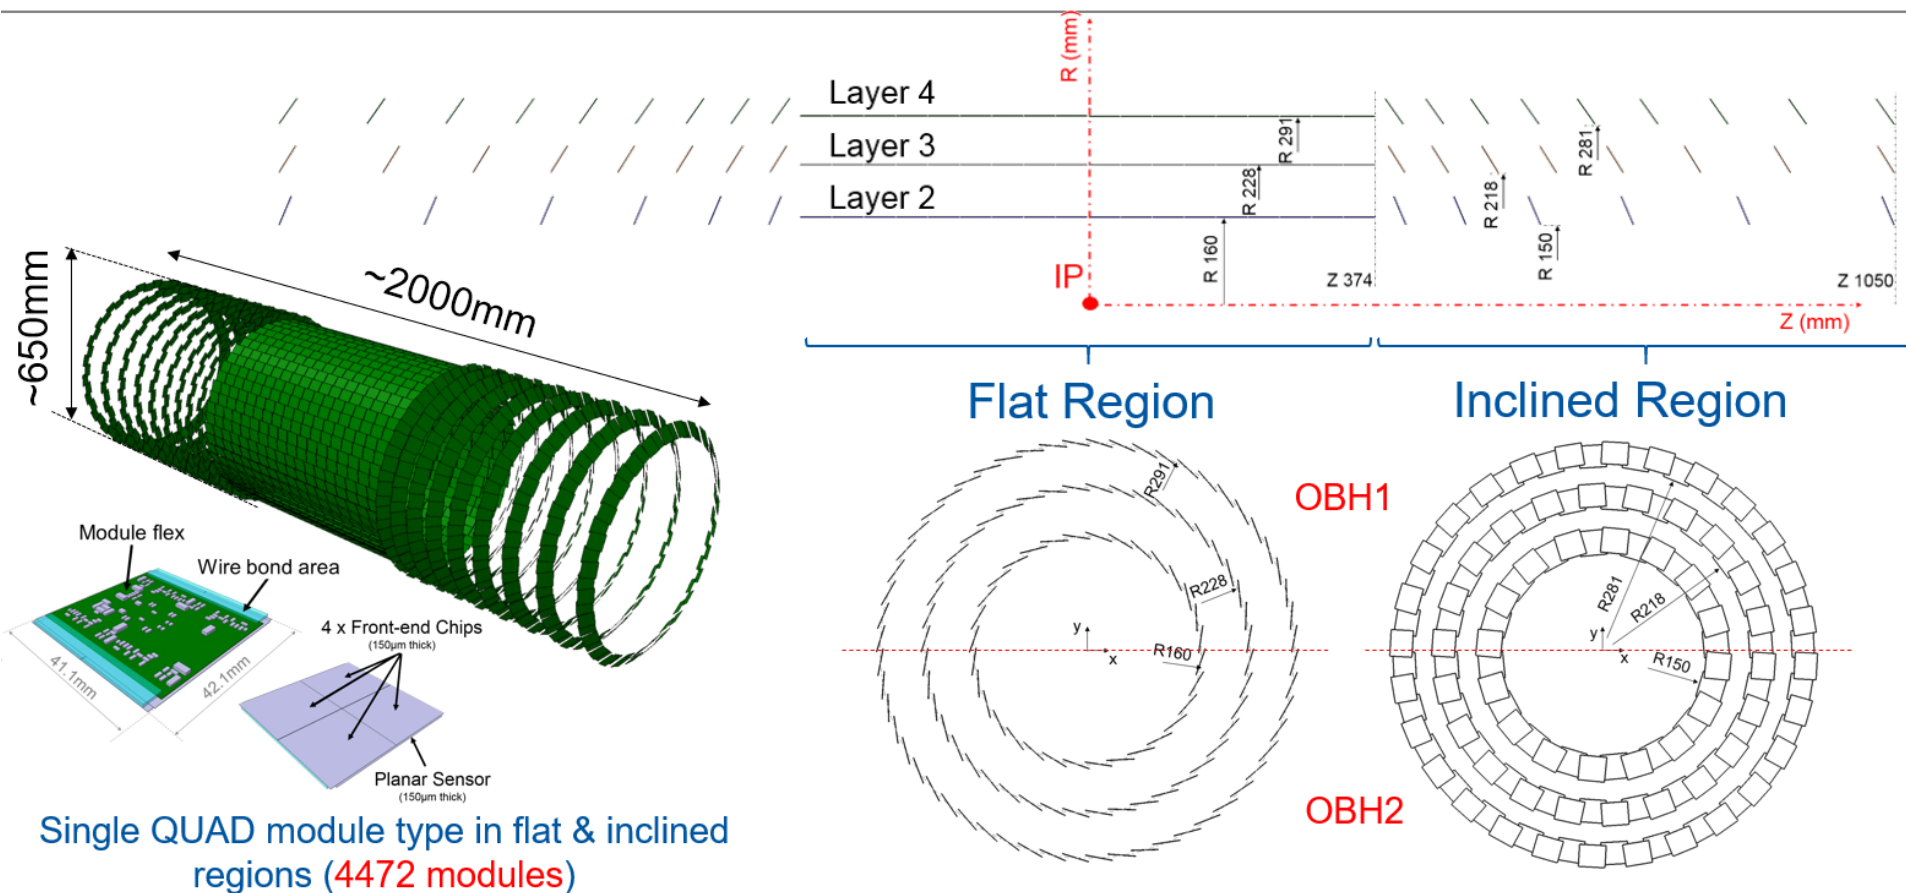 R (mm)
Layer 4
Layer 3
Layer 2
R 291
R 228
R 160
R 281
R 218
R 150
IP
Z 374
Z 1050
Z (mm)
~650mm
~2000mm
Flat Region
Inclined Region
Module flex
Wire bond area
41.1mm
42.1mm
4 x Front-end Chips
(150µm thick)
Planar Sensor
(150µm thick)
Single QUAD module type in flat & inclined
regions (4472 modules)
R291
R228
R160
y
x
OBH1
OBH2
R281
R218
R150
y
x